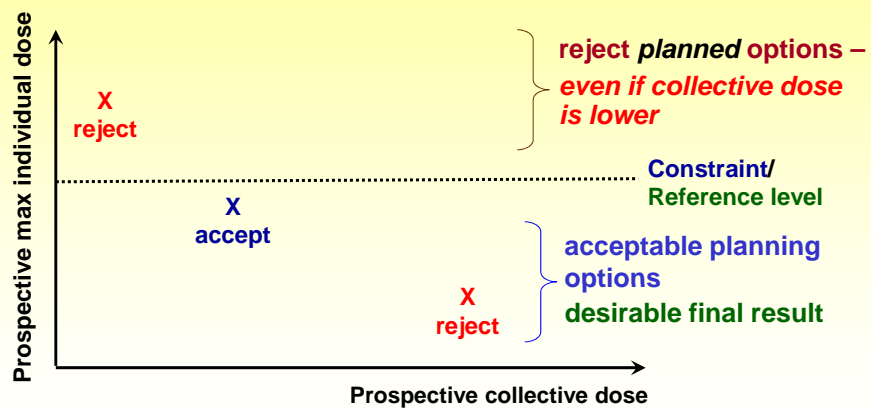 Prospective max individual dose
X
reject
reject planned options –
even if collective dose
is lower
Constraint/
Reference level
X
accept
acceptable planning
options
desirable final result
X
reject
Prospective collective dose